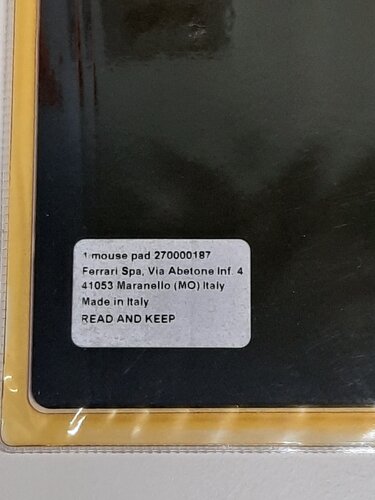 1 mouse pad 270000187
Ferrari Spa, Via Abetone Inf. 4
41053 Maranello (MO) Italy
Made in Italy
READ AND KEEP